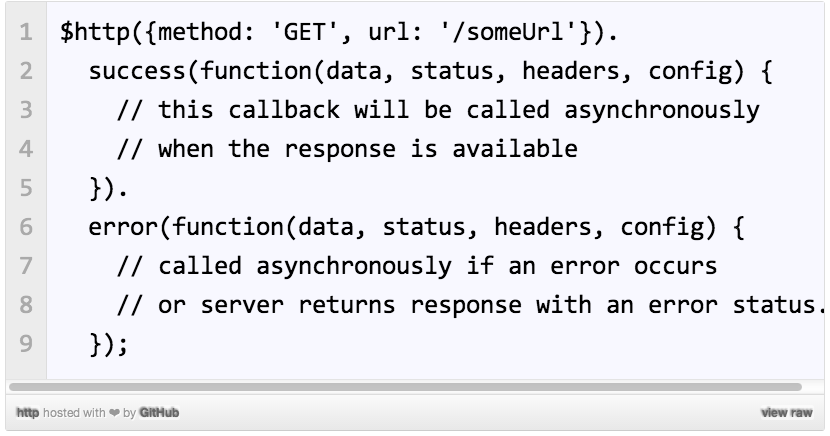 1 $http({method: 'GET', url: '/someUrl'}).
2   success(function(data, status, headers, config) {
3     // this callback will be called asynchronously
4     // when the response is available
5   }).
6   error(function(data, status, headers, config) {
7     // called asynchronously if an error occurs
8     // or server returns response with an error status.
9   });
http hosted with ❤ by GitHub view raw